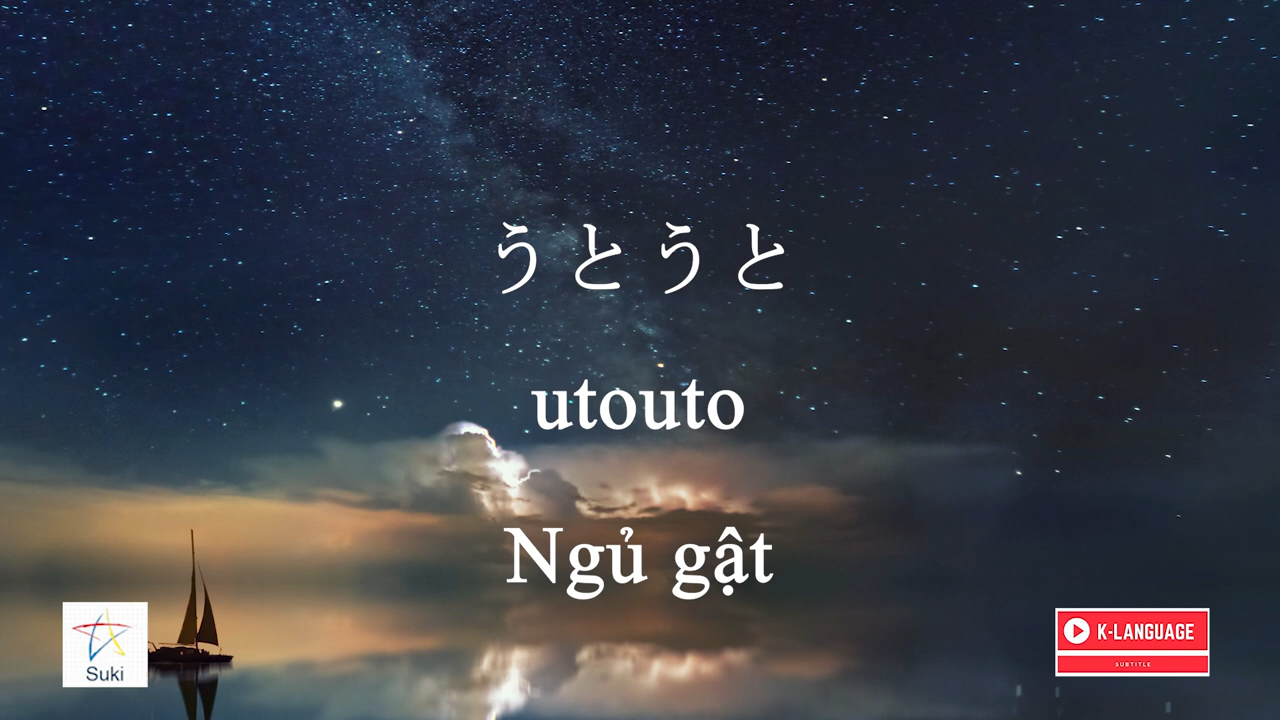 うとうと
utouto
Ngủ gật
Suki
K-LANGUAGE
SUBTITLE